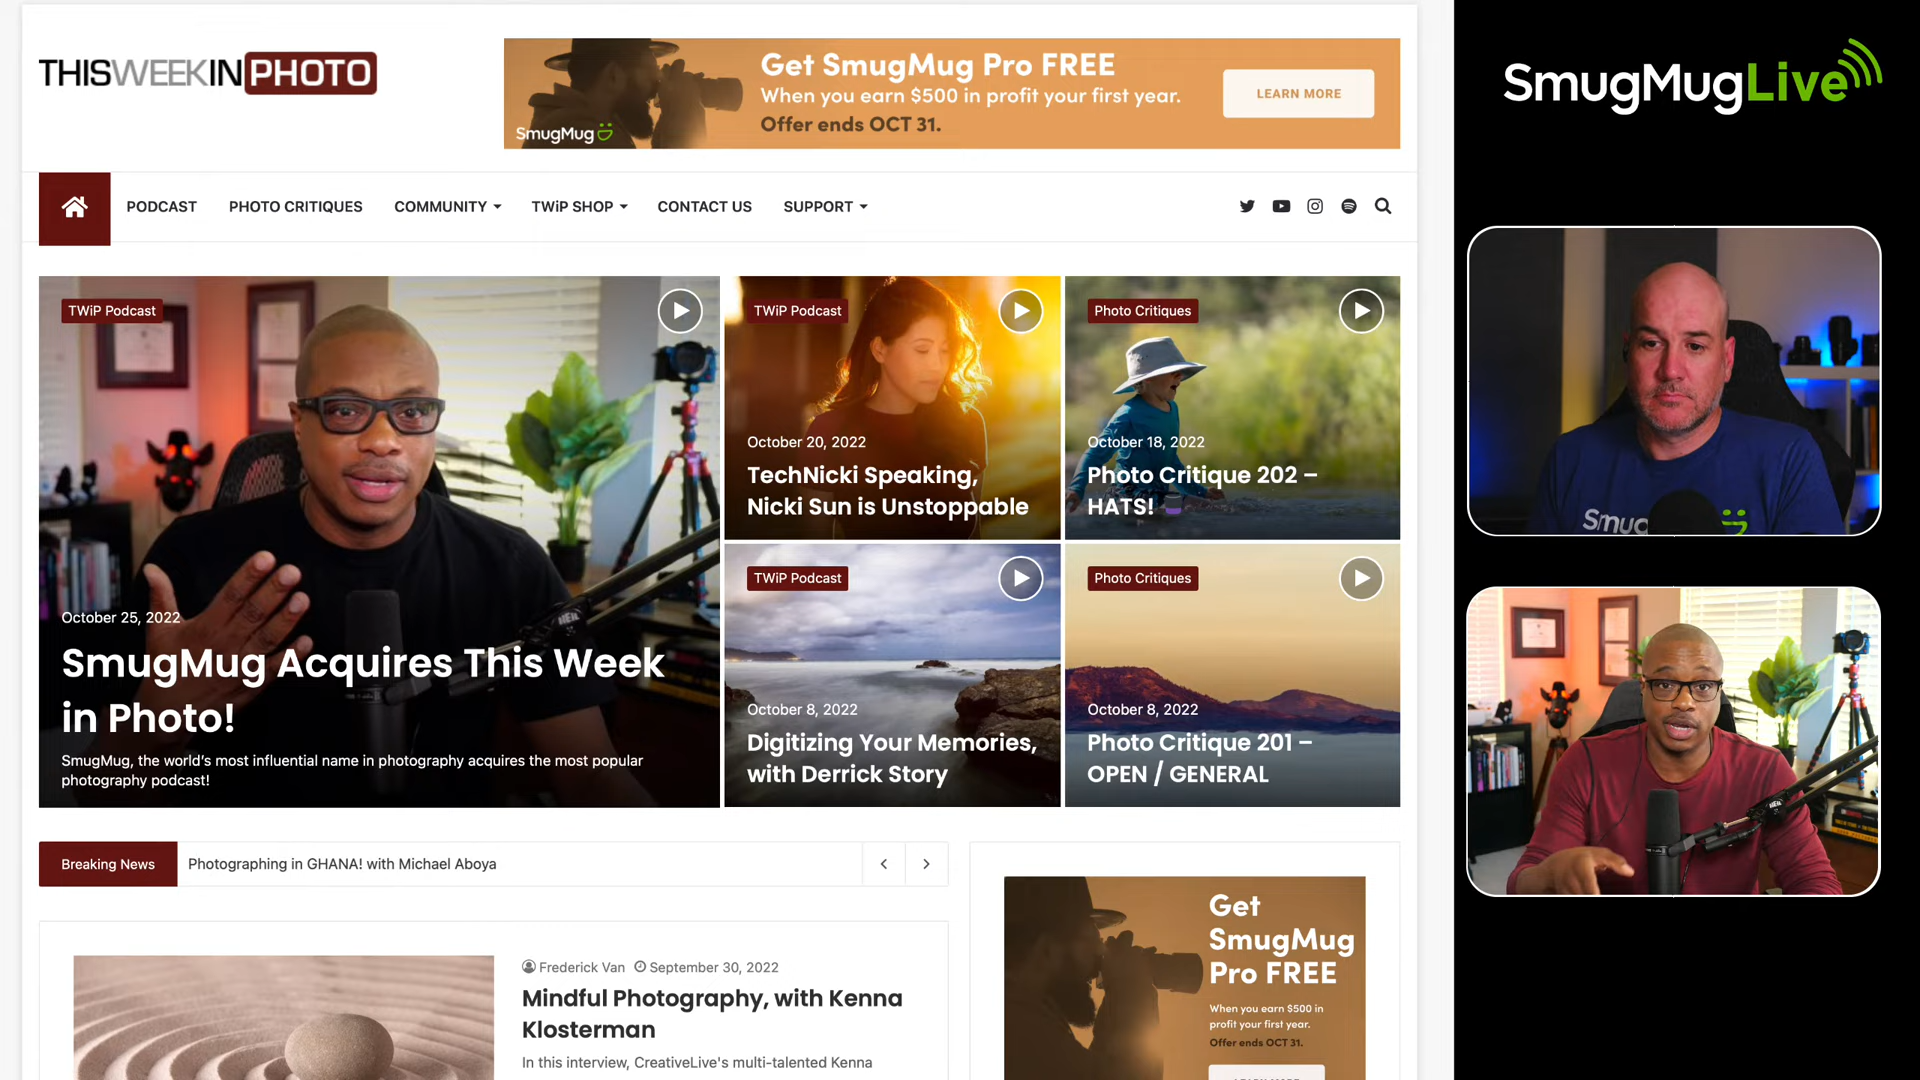 THISWEEKINPHOTO
Get SmugMug Pro FREE
When you earn $500 in profit your first year.
Offer ends OCT 31.
SmugMug
LEARN MORE
SmugMugLive
PODCAST
PHOTO CRITIQUES
COMMUNITY
TWiP SHOP
CONTACT US
SUPPORT
TWiP Podcast
October 25, 2022
SmugMug Acquires This Week
in Photo!
SmugMug, the world's most influential name in photography acquires the most popular
photography podcast!
TWiP Podcast
October 20, 2022
TechNicki Speaking,
Nicki Sun is Unstoppable
Photo Critiques
October 18, 2022
Photo Critique 202 –
HATS!
TWiP Podcast
October 8, 2022
Digitizing Your Memories,
with Derrick Story
Photo Critiques
October 8, 2022
Photo Critique 201 –
OPEN / GENERAL
Breaking News
Photographing in GHANA! with Michael Aboya
Frederick Van
September 30, 2022
Mindful Photography, with Kenna
Klosterman
In this interview, CreativeLive's multi-talented Kenna
Get
SmugMug
Pro FREE
When you earn $500 in
profit your first year.
Offer ends OCT 31.